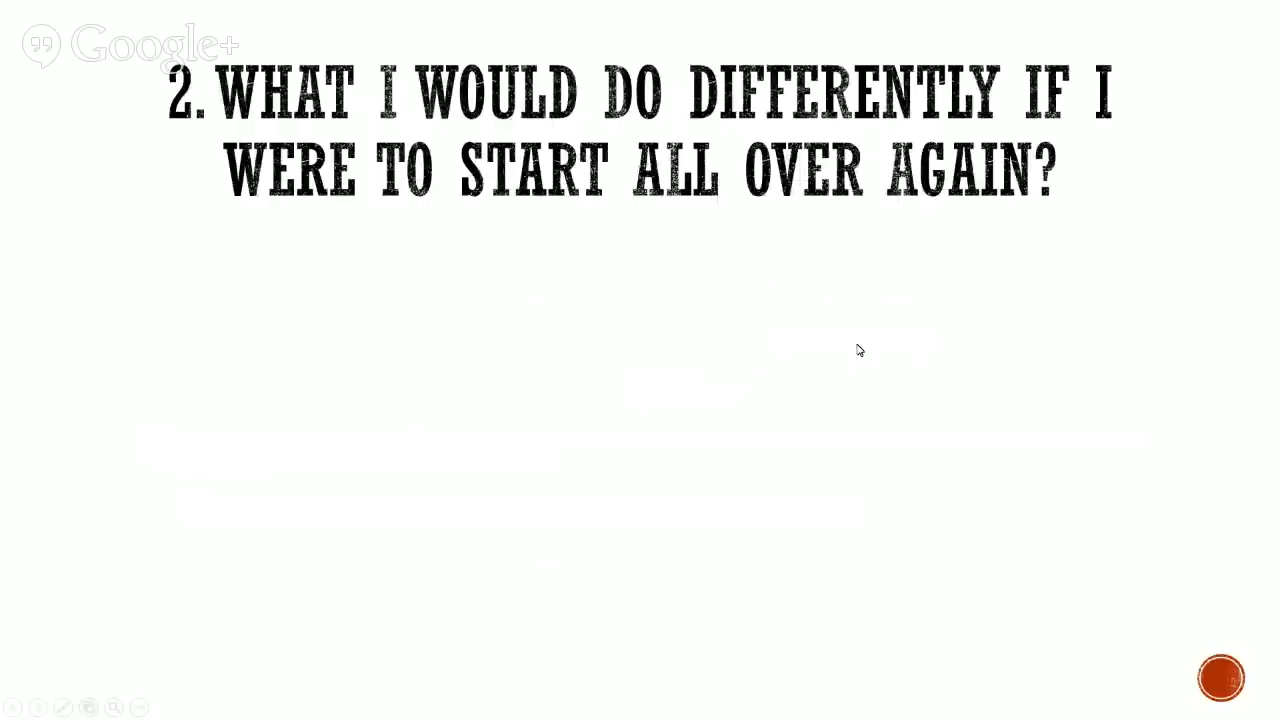 Google+
2. WHAT I WOULD DO DIFFERENTLY IF I
WERE TO START ALL OVER AGAIN?